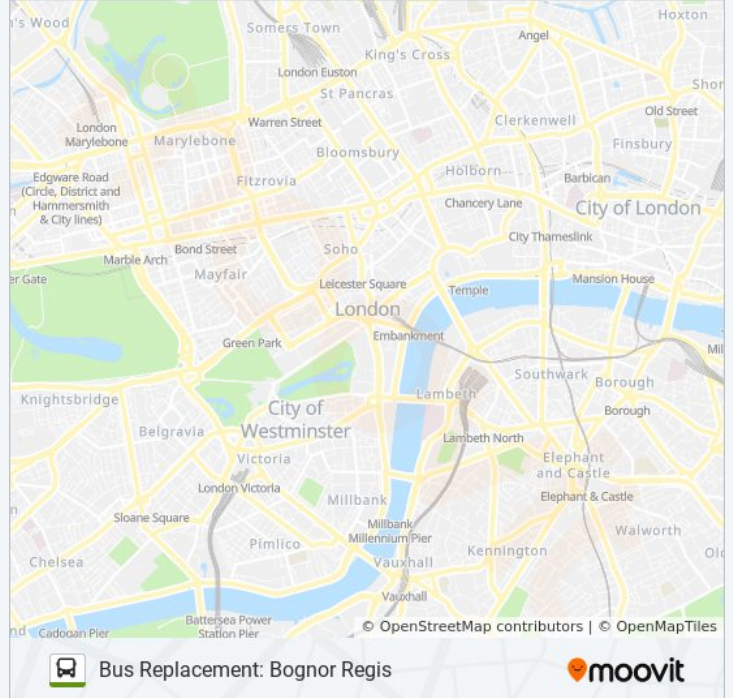 's Wood
Somers Town
Hoxton
Angel
King's Cross
London Euston
St Pancras
Shor
Old Street
Warren Street
Clerkenwell
London
Marylebone
Marylebone
Finsbury
Bloomsbury
Holborn
Edgware Road
(Circle, District and
Hammersmith
& City lines)
Fitzrovia
Barbican
Chancery Lane
City of London
n
City Thameslink
Bond Street
Soho
Marble Arch
Mayfair
er Gate
Leicester Square
Temple
Mansion House
London
Green Park
Embankment
Mil
Southwark
Borough
Knightsbridge
Lambeth
City of
Westminster
Borough
Belgravia
Lambeth North
Victoria
Elephant
and Castle
London Victoria
Elephant & Castle
Millbank
n
Sloane Square
Millbank
Millennium Pier
Walworth
Pimlico
Kennington
Olc
Chelsea
Vauxhall
Vauxhall
Battersea Power
Station Pier
nd
Cadogan Pier
© OpenStreetMap contributors | © OpenMapTiles
Bus Replacement: Bognor Regis
moovit